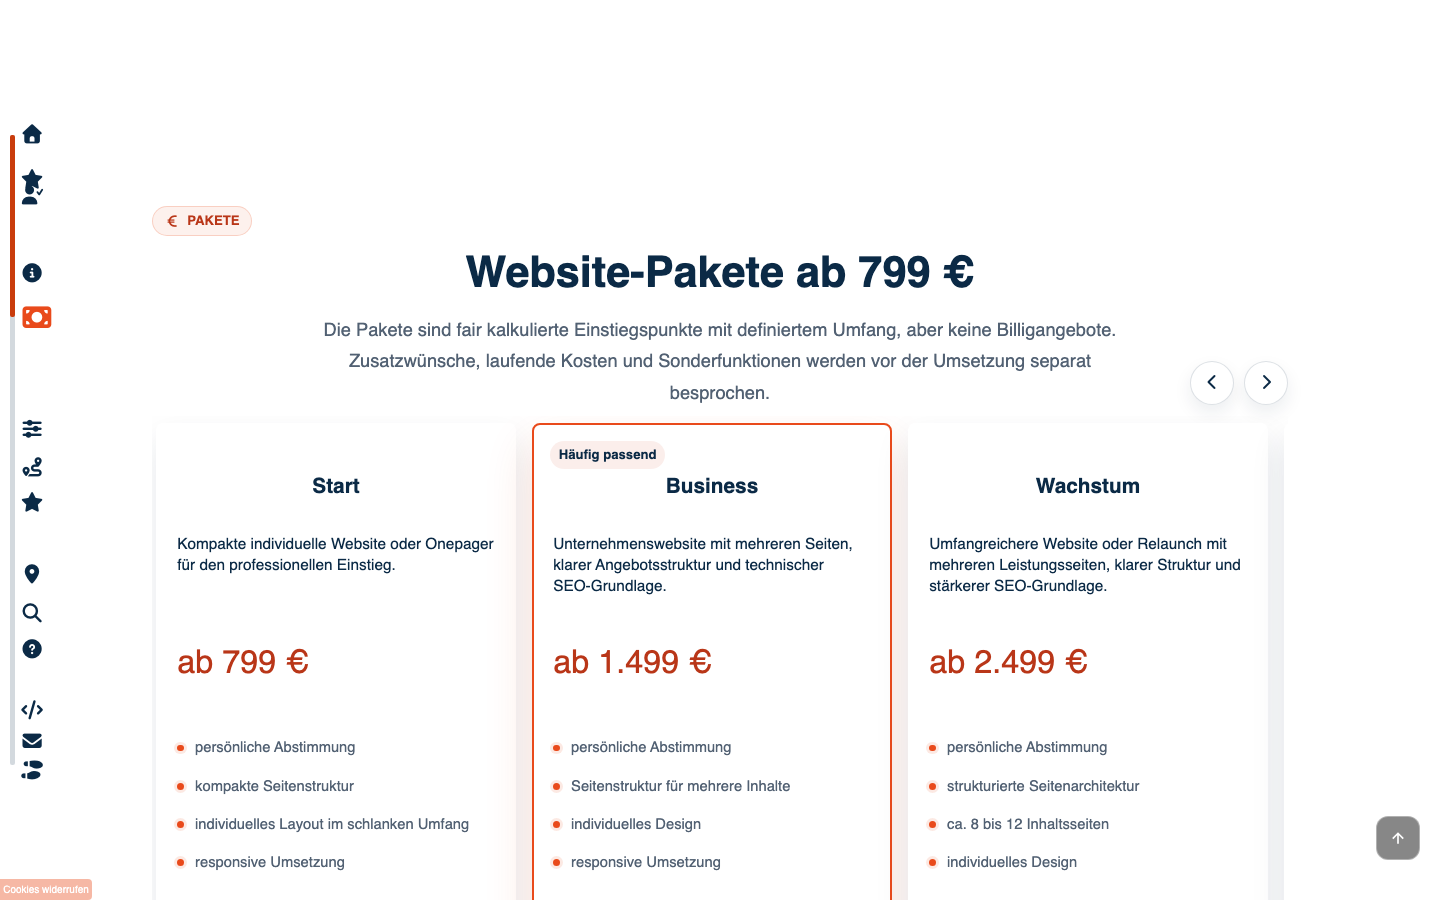 € PAKETE
Website-Pakete ab 799 €
Die Pakete sind fair kalkulierte Einstiegspunkte mit definiertem Umfang, aber keine Billigangebote.
Zusatzwünsche, laufende Kosten und Sonderfunktionen werden vor der Umsetzung separat
besprochen.
Start
Kompakte individuelle Website oder Onepager
für den professionellen Einstieg.
ab 799 €
persönliche Abstimmung
kompakte Seitenstruktur
individuelles Layout im schlanken Umfang
responsive Umsetzung
Häufig passend
Business
Unternehmenswebsite mit mehreren Seiten,
klarer Angebotsstruktur und technischer
SEO-Grundlage.
ab 1.499 €
persönliche Abstimmung
Seitenstruktur für mehrere Inhalte
individuelles Design
responsive Umsetzung
Wachstum
Umfangreichere Website oder Relaunch mit
mehreren Leistungsseiten, klarer Struktur und
stärkerer SEO-Grundlage.
ab 2.499 €
persönliche Abstimmung
strukturierte Seitenarchitektur
ca. 8 bis 12 Inhaltsseiten
individuelles Design
Cookies widerrufen